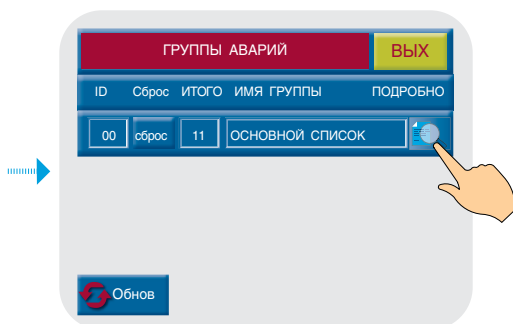 ГРУППЫ АВАРИЙ ВЫХ
ID Сброс ИТОГО ИМЯ ГРУППЫ ПОДРОБНО
00 сброс 11 ОСНОВНОЙ СПИСОК
Обнов